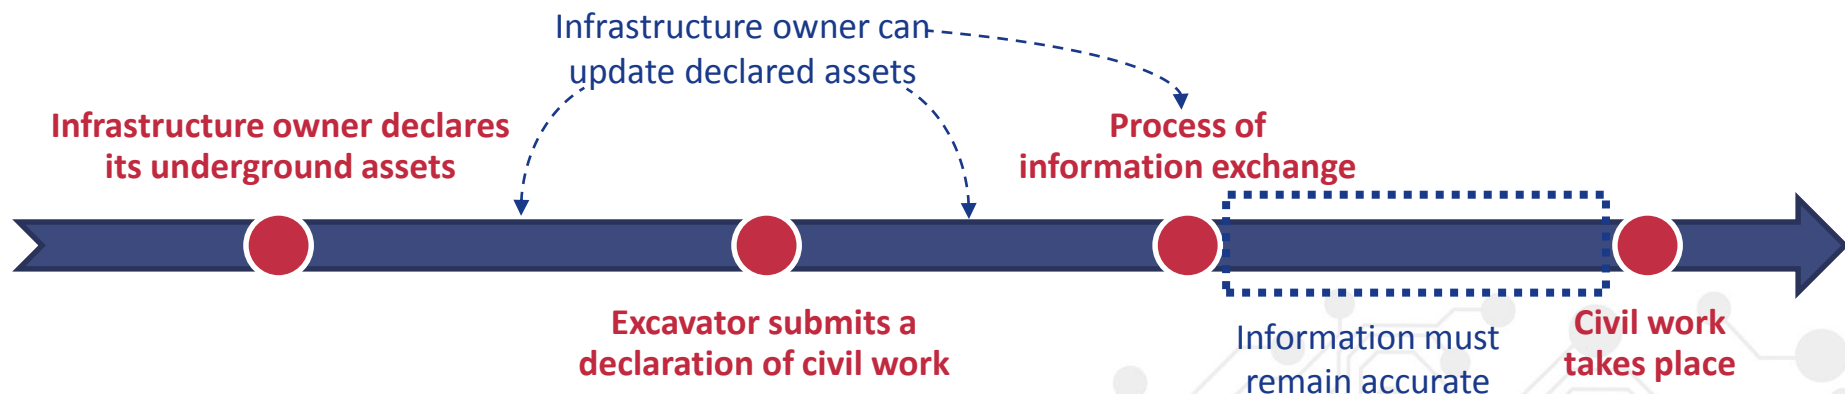 Infrastructure owner can
update declared assets
Infrastructure owner declares
its underground assets
Process of
information exchange
Excavator submits a
declaration of civil work
Information must
remain accurate
Civil work
takes place